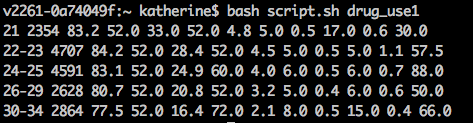 v2261-0a74049f:~ katherine$ bash script.sh drug_use1
21 2354 83.2 52.0 33.0 52.0 4.8 5.0 0.5 17.0 0.6 30.0
22-23 4707 84.2 52.0 28.4 52.0 4.5 5.0 0.5 5.0 1.1 57.5
24-25 4591 83.1 52.0 24.9 60.0 4.0 6.0 0.5 6.0 0.7 88.0
26-29 2628 80.7 52.0 20.8 52.0 3.2 5.0 0.4 6.0 0.6 50.0
30-34 2864 77.5 52.0 16.4 72.0 2.1 8.0 0.5 15.0 0.4 66.0